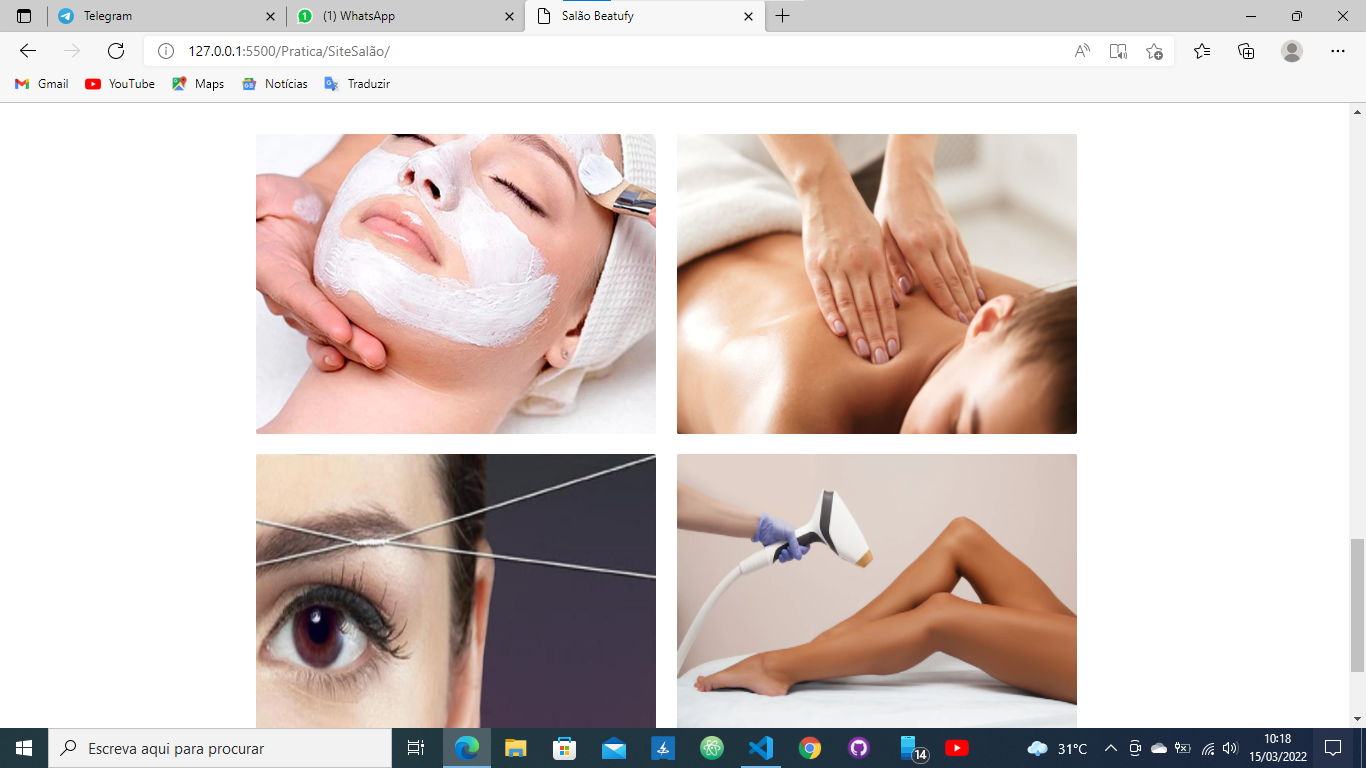 Telegram
(1) WhatsApp
Salão Beatufy
127.0.0.1:5500/Pratica/SiteSalão/
Gmail
YouTube
Maps
Notícias
Traduzir
Escreva aqui para procurar
14
31°C
10:18
15/03/2022